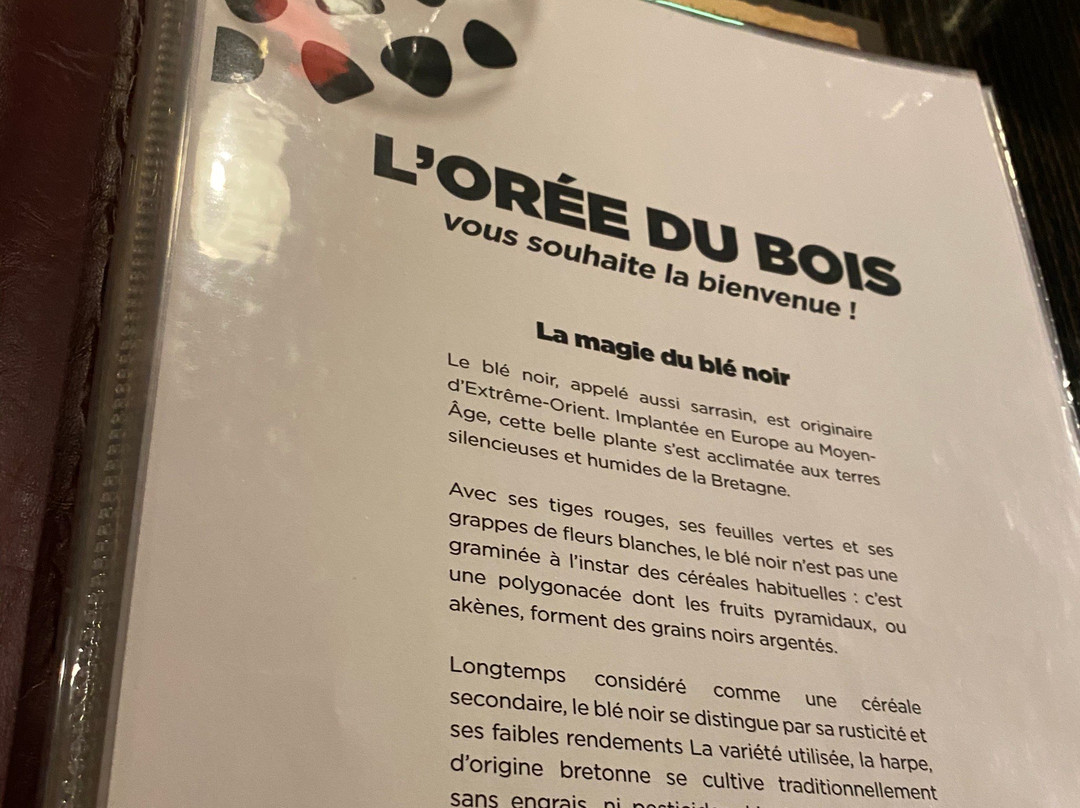 L'ORÉE DU BOIS
vous souhaite la bienvenue !
La magie du blé noir
Le blé noir, appelé aussi sarrasin, est originaire
d'Extrême-Orient. Implantée en Europe au Moyen-
Âge, cette belle plante s'est acclimatée aux terres
silencieuses et humides de la Bretagne.
Avec ses tiges rouges, ses feuilles vertes et ses
grappes de fleurs blanches, le blé noir n'est pas une
graminée à l'instar des céréales habituelles : c'est
une polygonacée dont les fruits pyramidaux, ou
akènes, forment des grains noirs argentés.
Longtemps considéré comme une céréale
secondaire, le blé noir se distingue par sa rusticité et
ses faibles rendements La variété utilisée, la harpe,
d'origine bretonne se cultive traditionnellement
sans engrais ni